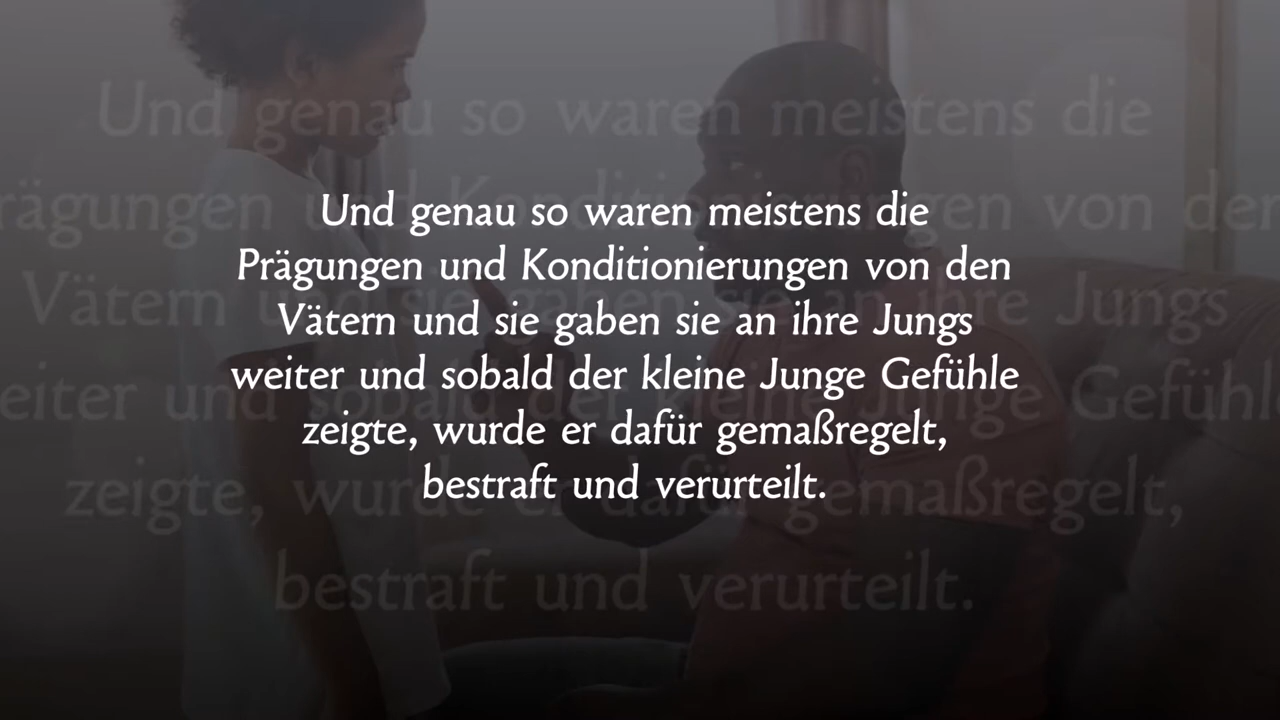 Und genau so waren meistens die
Prägungen und Konditionierungen von den
Vätern und sie gaben sie an ihre Jungs
weiter und sobald der kleine Junge Gefühle
zeigte, wurde er dafür gemaßregelt,
bestraft und verurteilt.